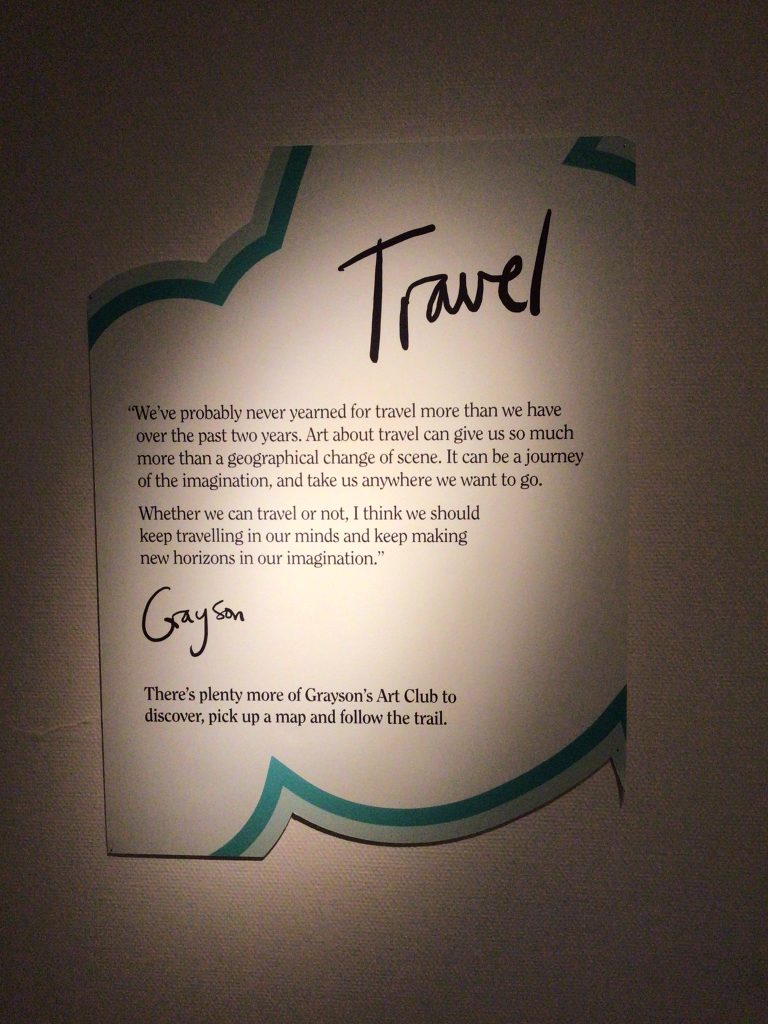 Travel
“We’ve probably never yearned for travel more than we have
over the past two years. Art about travel can give us so much
more than a geographical change of scene. It can be a journey
of the imagination, and take us anywhere we want to go.
Whether we can travel or not, I think we should
keep travelling in our minds and keep making
new horizons in our imagination.”
Grayson
There’s plenty more of Grayson’s Art Club to
discover, pick up a map and follow the trail.